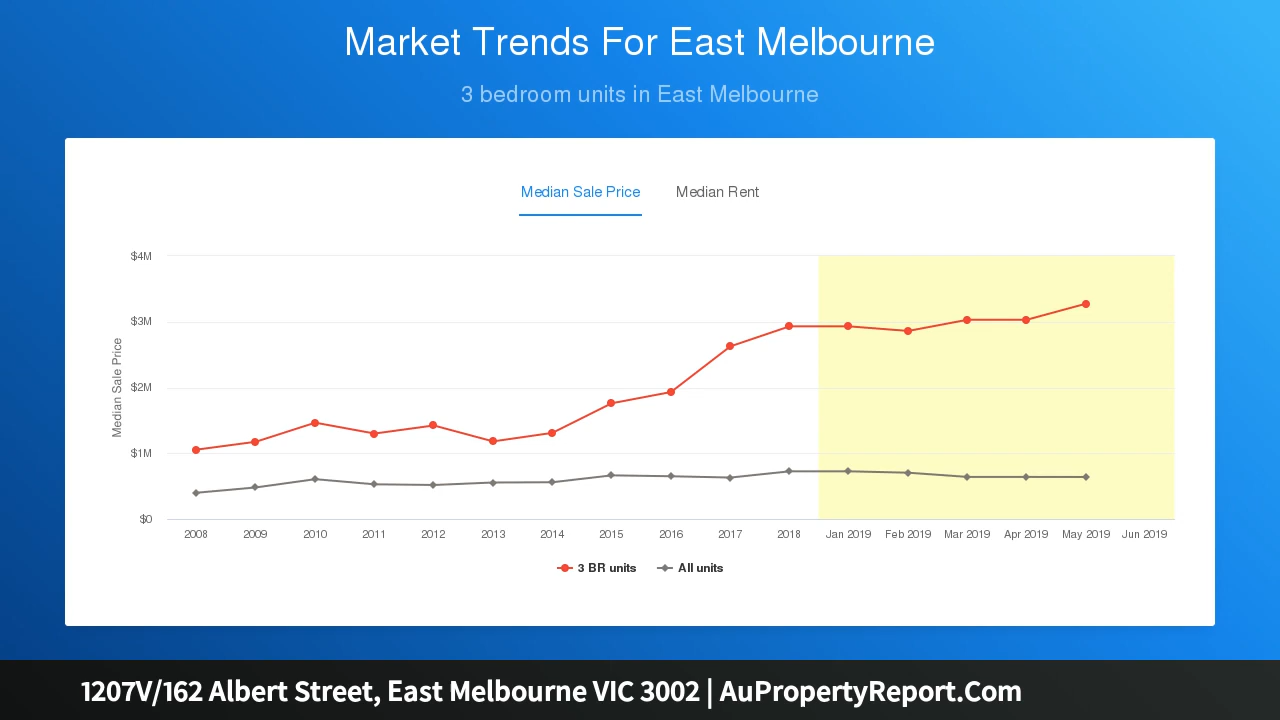 Market Trends For East Melbourne
3 bedroom units in East Melbourne
Median Sale Price Median Rent
Median Sale Price
$4M
$3M
$2M
$1M
$0
2008 2009 2010 2011 2012 2013 2014 2015 2016 2017 2018 Jan 2019 Feb 2019 Mar 2019 Apr 2019 May 2019 Jun 2019
3 BR units All units
1207V/162 Albert Street, East Melbourne VIC 3002 | AuPropertyReport.Com